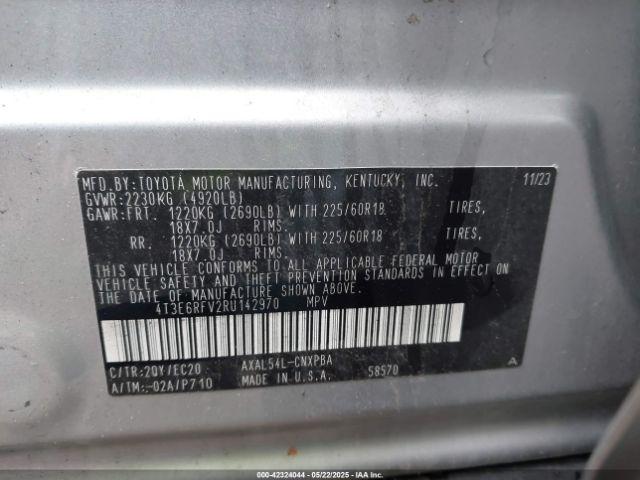 MFD.BY:TOYOTA MOTOR MANUFACTURING, KENTUCKY, INC. 11/23
GVWR:2230KG (4920LB)
GAWR:FRT. 1220KG (2690LB) WITH 225/60R18 TIRES,
18X7.0J RIMS.
RR. 1220KG (2690LB) WITH 225/60R18 TIRES,
18X7.0J RIMS.
THIS VEHICLE CONFORMS TO ALL APPLICABLE FEDERAL MOTOR
VEHICLE SAFETY AND THEFT PREVENTION STANDARDS IN EFFECT ON
THE DATE OF MANUFACTURE SHOWN ABOVE.
4T3E6RFV2RU142970 MPV
C/TR:2QY/EC20 AXAL54L-CNXPBA
A/TM:-02A/P710 MADE IN U.S.A. 58570 A
000-42324044 | 05/22/2025 | IAAI.com